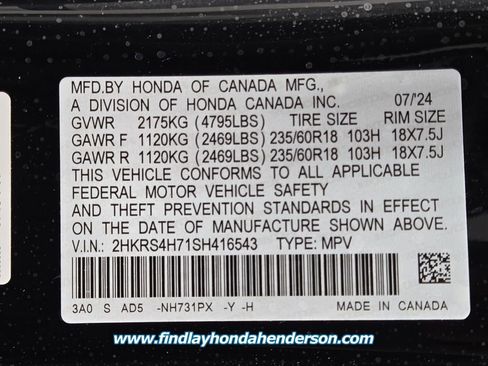 MFD.BY HONDA OF CANADA MFG.,
A DIVISION OF HONDA CANADA INC. 07/'24
GVWR 2175KG (4795LBS) TIRE SIZE RIM SIZE
GAWR F 1120KG (2469LBS) 235/60R18 103H 18X7.5J
GAWR R 1120KG (2469LBS) 235/60R18 103H 18X7.5J
THIS VEHICLE CONFORMS TO ALL APPLICABLE
FEDERAL MOTOR VEHICLE SAFETY
AND THEFT PREVENTION STANDARDS IN EFFECT
ON THE DATE OF MANUFACTURE SHOWN ABOVE.
V.I.N.: 2HKRS4H71SH416543 TYPE: MPV
3A0 S AD5 -NH731PX -Y -H MADE IN CANADA
www.findlayhondahenderson.com